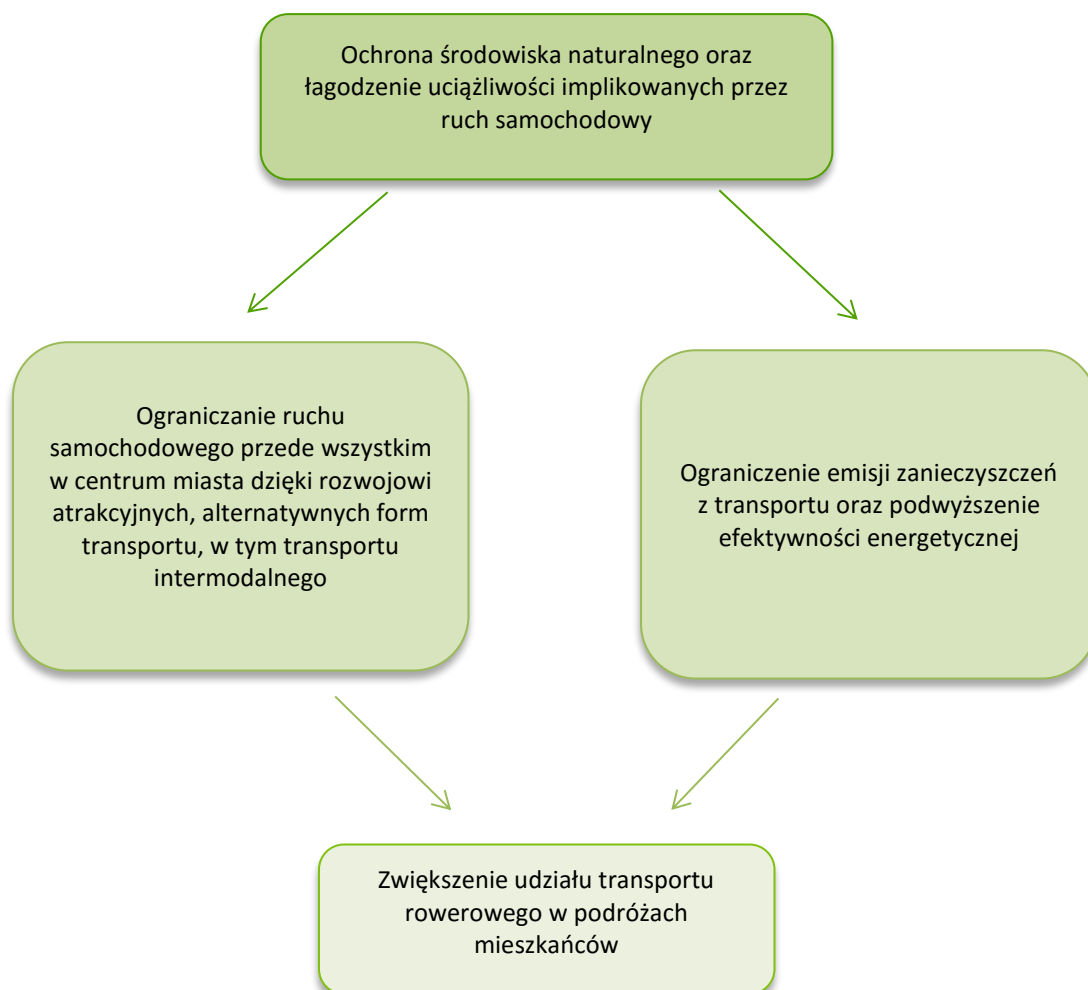 Ochrona środowiska naturalnego oraz
łagodzenie uciążliwości implikowanych przez
ruch samochodowy
Ograniczanie ruchu
samochodowego przede wszystkim
w centrum miasta dzięki rozwojowi
atrakcyjnych, alternatywnych form
transportu, w tym transportu
intermodalnego
Ograniczenie emisji zanieczyszczeń
z transportu oraz podwyższenie
efektywności energetycznej
Zwiększenie udziału transportu
rowerowego w podróżach
mieszkańców